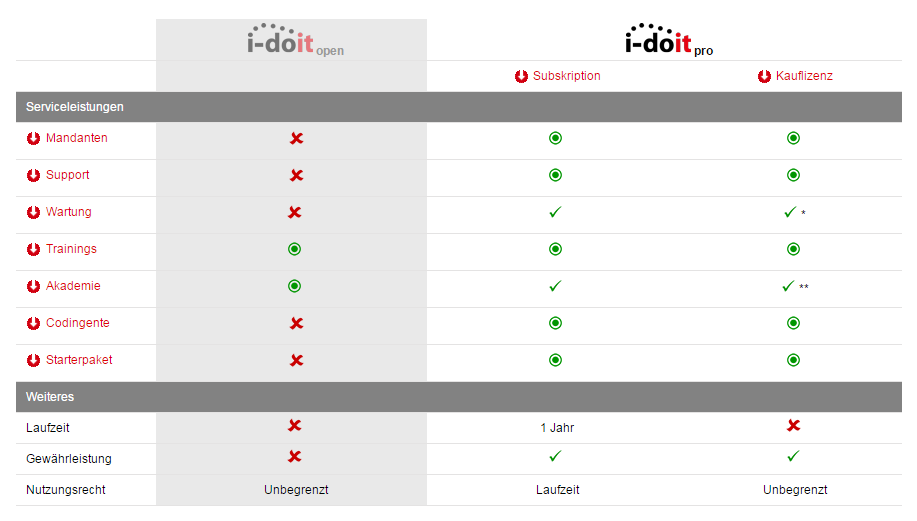 i-doit open i-doit pro
Subskription Kauflizenz
Serviceleistungen
Mandanten
Support
Wartung *
Trainings
Akademie **
Codingente
Starterpaket
Weiteres
Laufzeit 1 Jahr
Gewährleistung
Nutzungsrecht Unbegrenzt Laufzeit Unbegrenzt